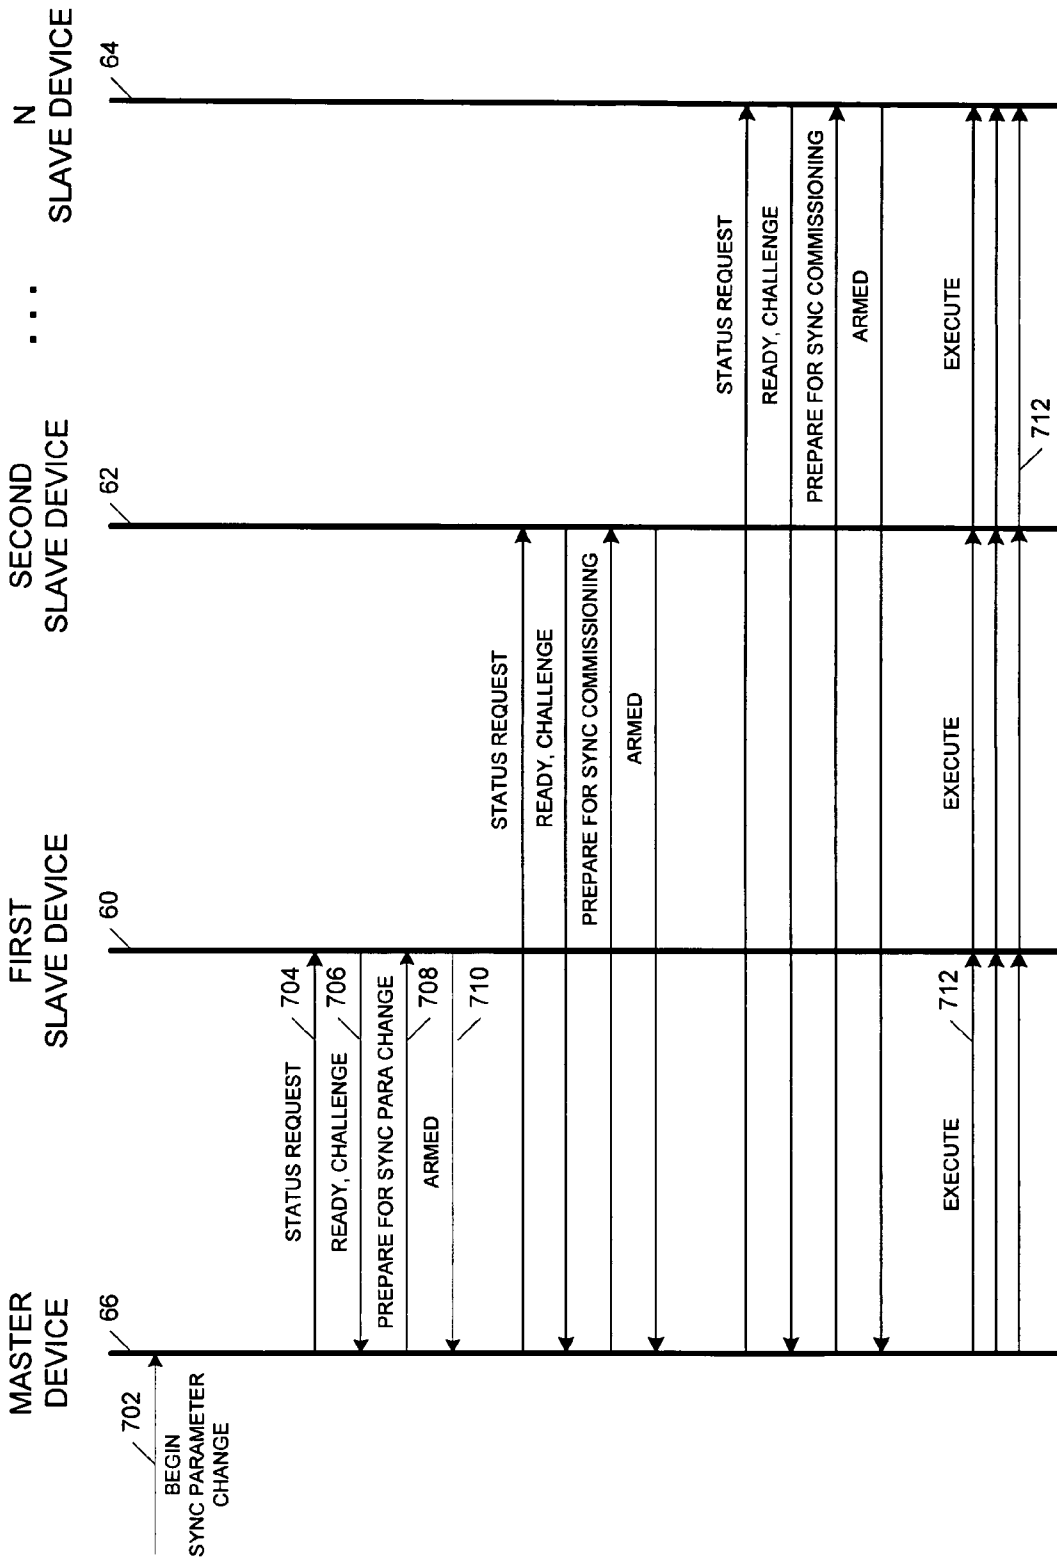 MASTER
DEVICE
66
FIRST
SLAVE DEVICE
60
SECOND
SLAVE DEVICE
62
. . .
N
SLAVE DEVICE
64
702
BEGIN
SYNC PARAMETER
CHANGE
STATUS REQUEST
704
READY, CHALLENGE
706
PREPARE FOR SYNC PARA CHANGE
708
ARMED
710
STATUS REQUEST
READY, CHALLENGE
PREPARE FOR SYNC COMMISSIONING
ARMED
STATUS REQUEST
READY, CHALLENGE
PREPARE FOR SYNC COMMISSIONING
ARMED
EXECUTE
712
EXECUTE
EXECUTE
712